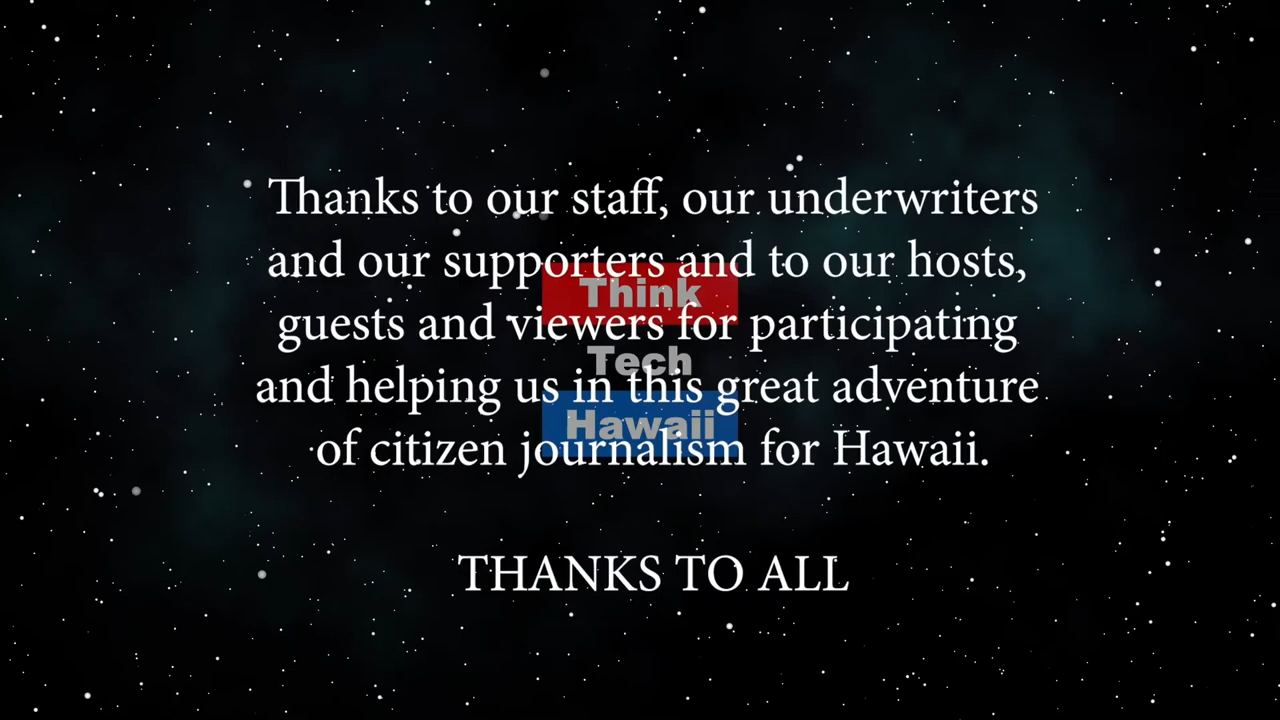 Thanks to our staff, our underwriters
and our supporters and to our hosts,
Think
guests and viewers for participating
Tech
and helping us in this great adventure
Hawaii
of citizen journalism for Hawaii.
THANKS TO ALL